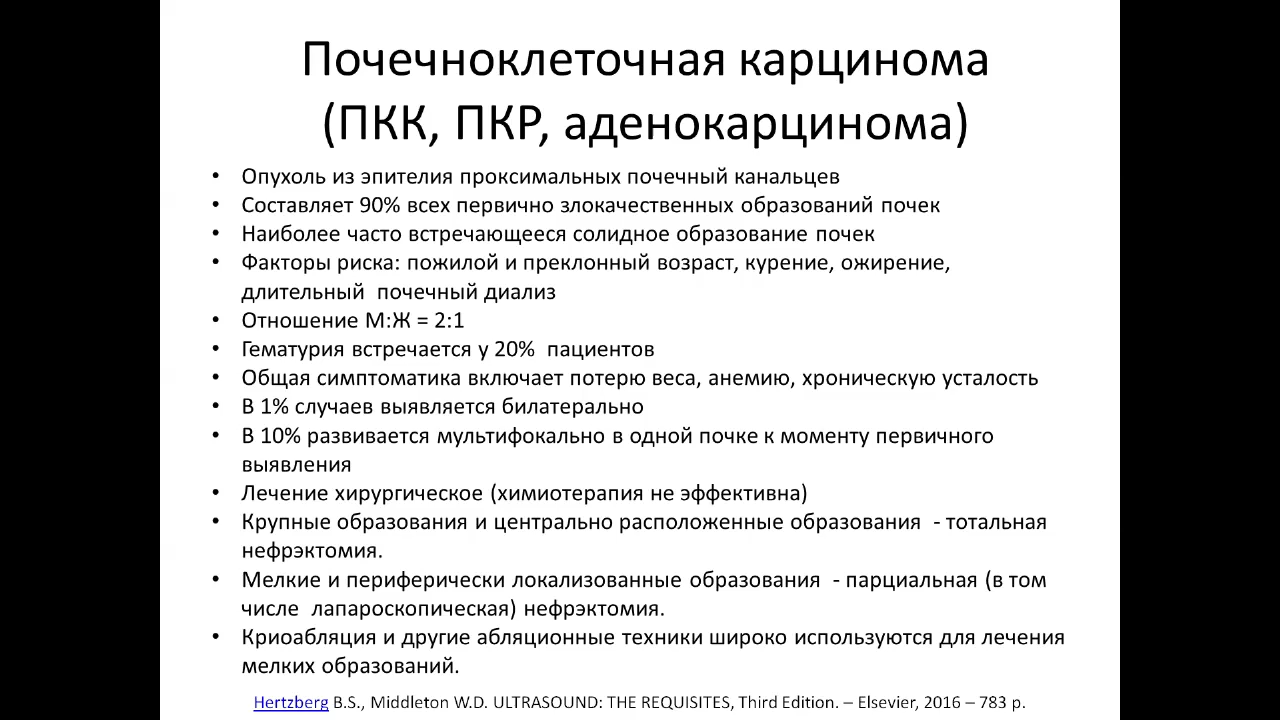 Почечноклеточная карцинома
(ПКК, ПКР, аденокарцинома)
• Опухоль из эпителия проксимальных почечный канальцев
• Составляет 90% всех первично злокачественных образований почек
• Наиболее часто встречающееся солидное образование почек
• Факторы риска: пожилой и преклонный возраст, курение, ожирение,
длительный  почечный диализ
• Отношение М:Ж = 2:1
• Гематурия встречается у 20%  пациентов
• Общая симптоматика включает потерю веса, анемию, хроническую усталость
• В 1% случаев выявляется билатерально
• В 10% развивается мультифокально в одной почке к моменту первичного
выявления
• Лечение хирургическое (химиотерапия не эффективна)
• Крупные образования и центрально расположенные образования  - тотальная
нефрэктомия.
• Мелкие и периферически локализованные образования  - парциальная (в том
числе  лапароскопическая) нефрэктомия.
• Криоабляция и другие абляционные техники широко используются для лечения
мелких образований.
Hertzberg B.S., Middleton W.D. ULTRASOUND: THE REQUISITES, Third Edition. – Elsevier, 2016 – 783 p.